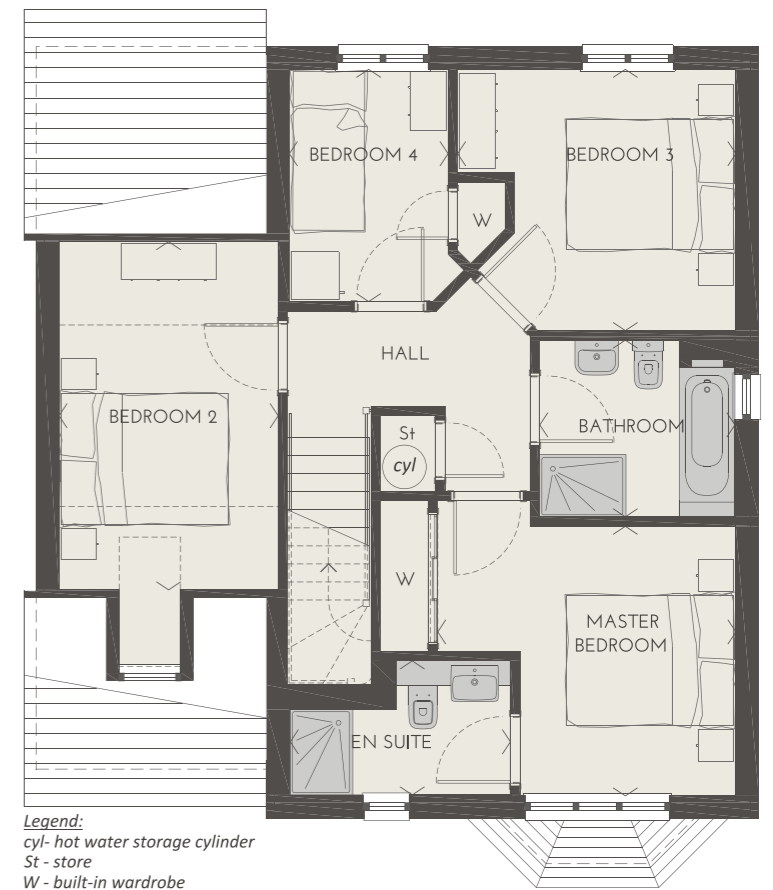 BEDROOM 4
BEDROOM 3
W
HALL
BEDROOM 2
St
cyl
BATHROOM
W
MASTER
BEDROOM
EN SUITE
Legend:
cyl- hot water storage cylinder
St - store
W - built-in wardrobe